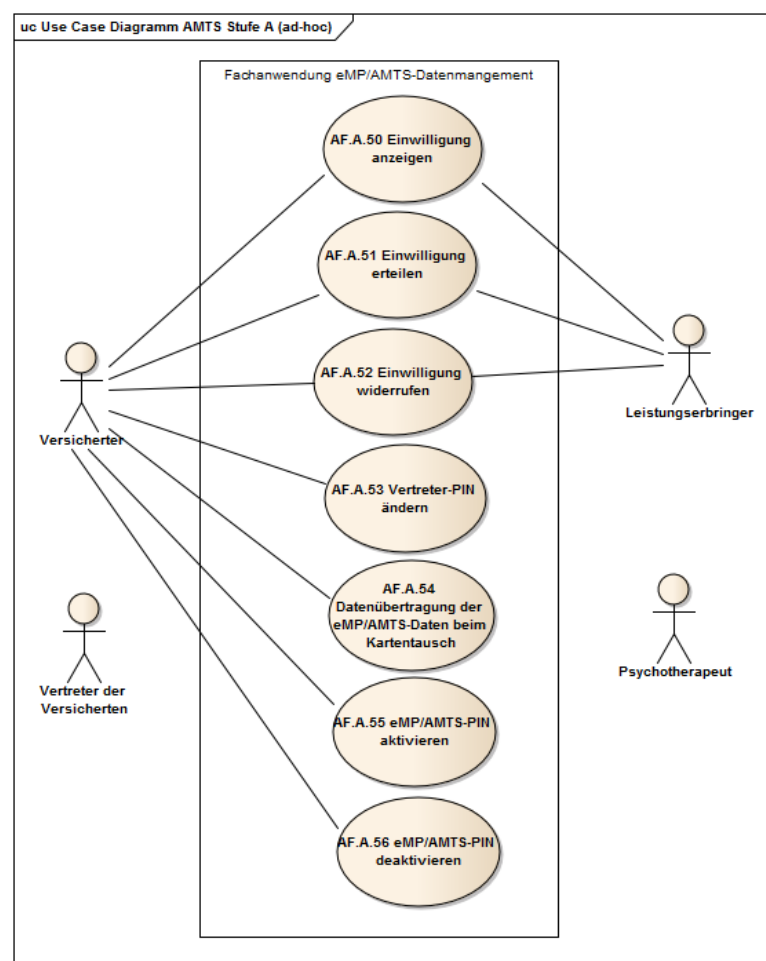 uc Use Case Diagramm AMTS Stufe A (ad-hoc)
Fachanwendung eMP/AMTS-Datenmangement
AF.A.50 Einwilligung
anzeigen
AF.A.51 Einwilligung
erteilen
AF.A.52 Einwilligung
widerrufen
Versicherter
Leistungserbringer
AF.A.53 Vertreter-PIN
ändern
AF.A.54
Datenübertragung der
eMP/AMTS-Daten beim
Kartentausch
Vertreter der
Versicherten
Psychotherapeut
AF.A.55 eMP/AMTS-PIN
aktivieren
AF.A.56 eMP/AMTS-PIN
deaktivieren